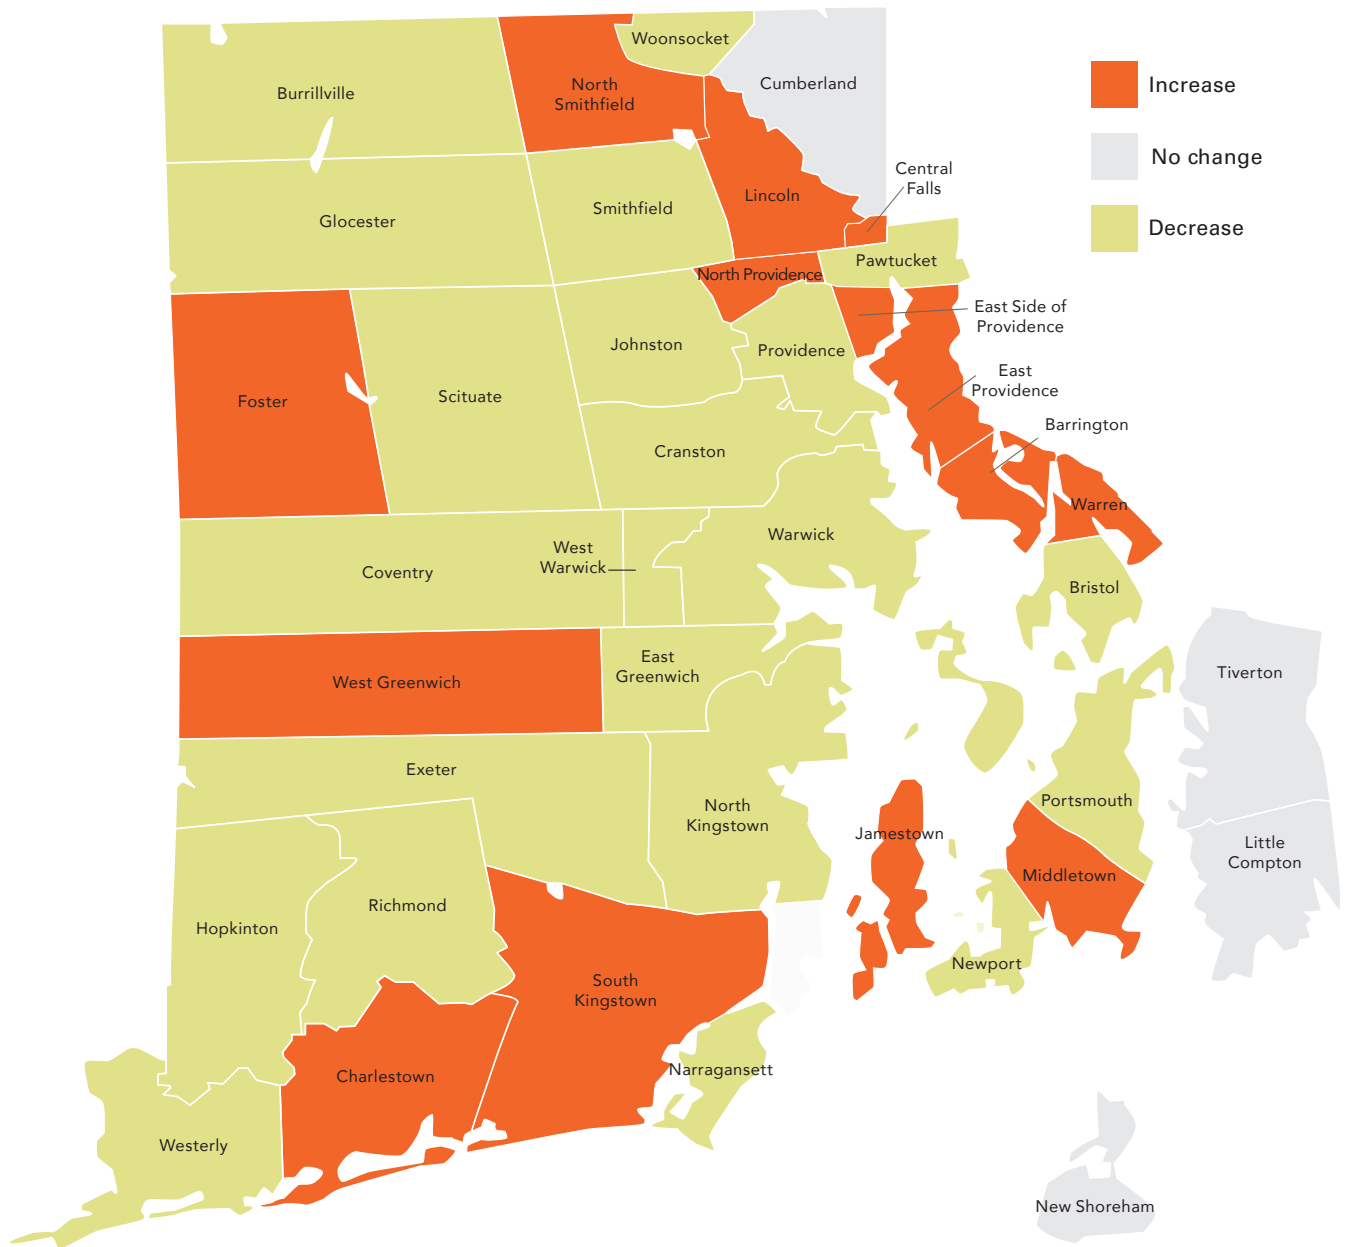 Woonsocket
Burrillville
North
Smithfield
Cumberland
Increase
No change
Decrease
Central
Falls
Lincoln
Smithfield
Glocester
Pawtucket
North Providence
East Side of
Providence
Johnston
Providence
East
Providence
Foster
Scituate
Barrington
Cranston
Warren
Warwick
West
Warwick
Coventry
Bristol
East
Greenwich
Tiverton
West Greenwich
Exeter
North
Kingstown
Portsmouth
Jamestown
Little
Compton
Middletown
Richmond
Hopkinton
Newport
South
Kingstown
Narragansett
Charlestown
Westerly
New Shoreham